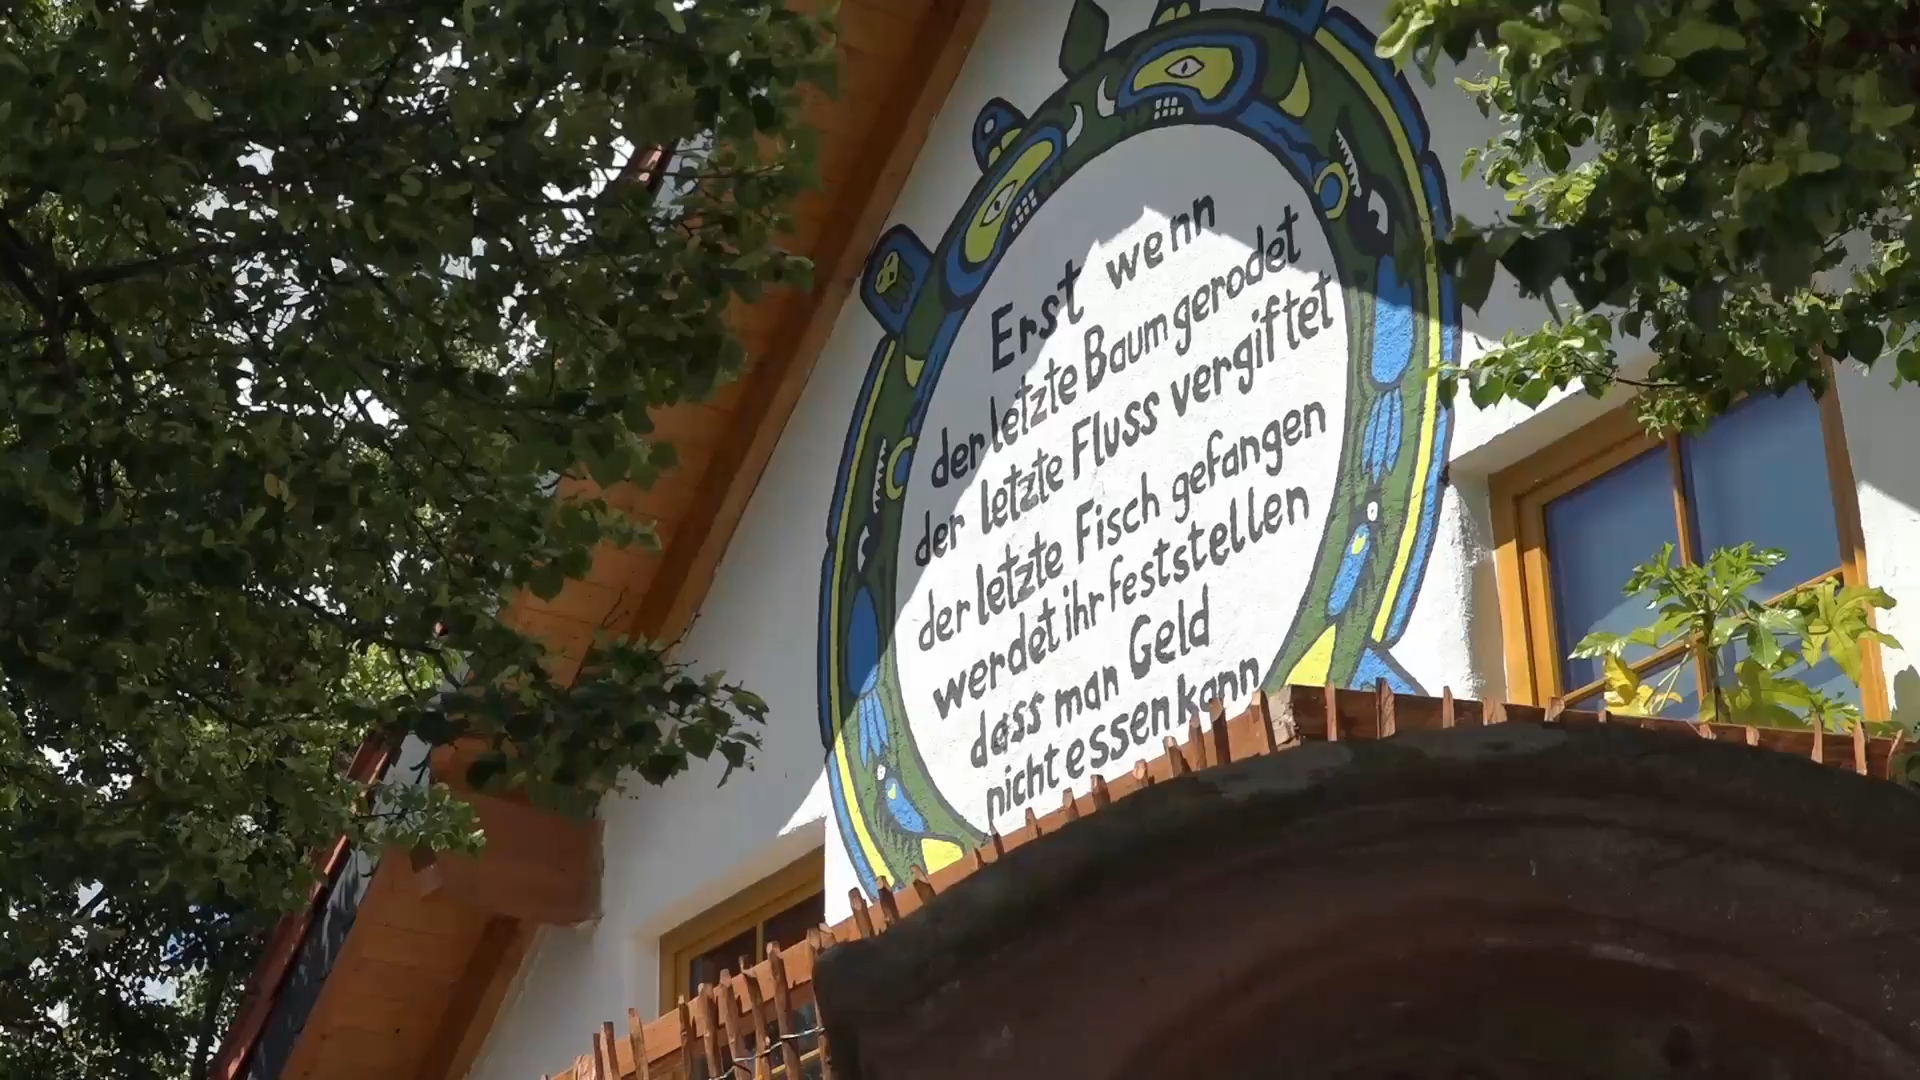 Erst wenn
der letzte Baum gerodet
der letzte Fluss vergiftet
der letzte Fisch gefangen
werdet ihr feststellen
dass man Geld
nicht essen kann